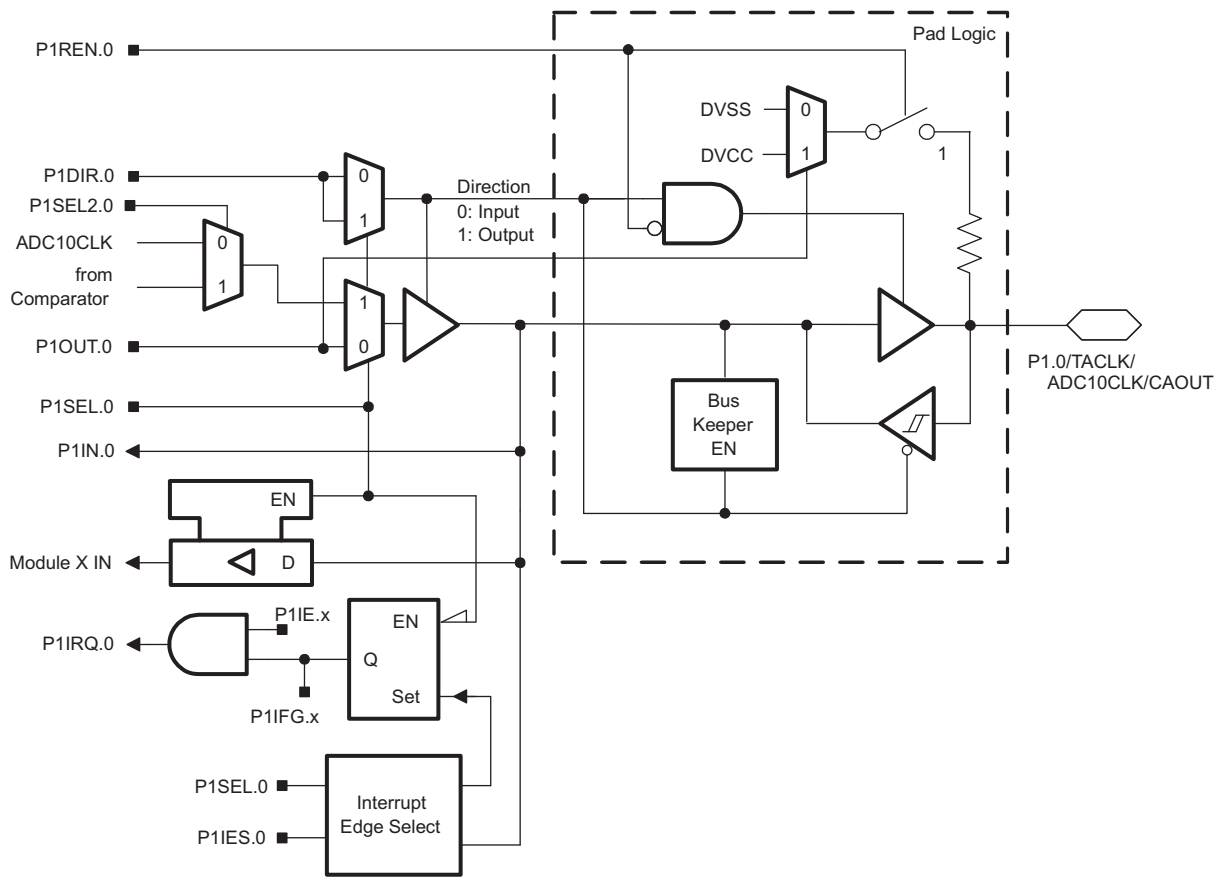 Pad Logic
P1REN.0
DVSS
0
DVCC
1
1
P1DIR.0
0
1
Direction
0: Input
1: Output
P1SEL2.0
ADC10CLK
0
from
Comparator
1
1
0
P1OUT.0
P1.0/TACLK/
ADC10CLK/CAOUT
P1SEL.0
Bus
Keeper
EN
P1IN.0
EN
Module X IN
D
P1IE.x
P1IRQ.0
EN
Q
Set
P1IFG.x
P1SEL.0
P1IES.0
Interrupt
Edge Select